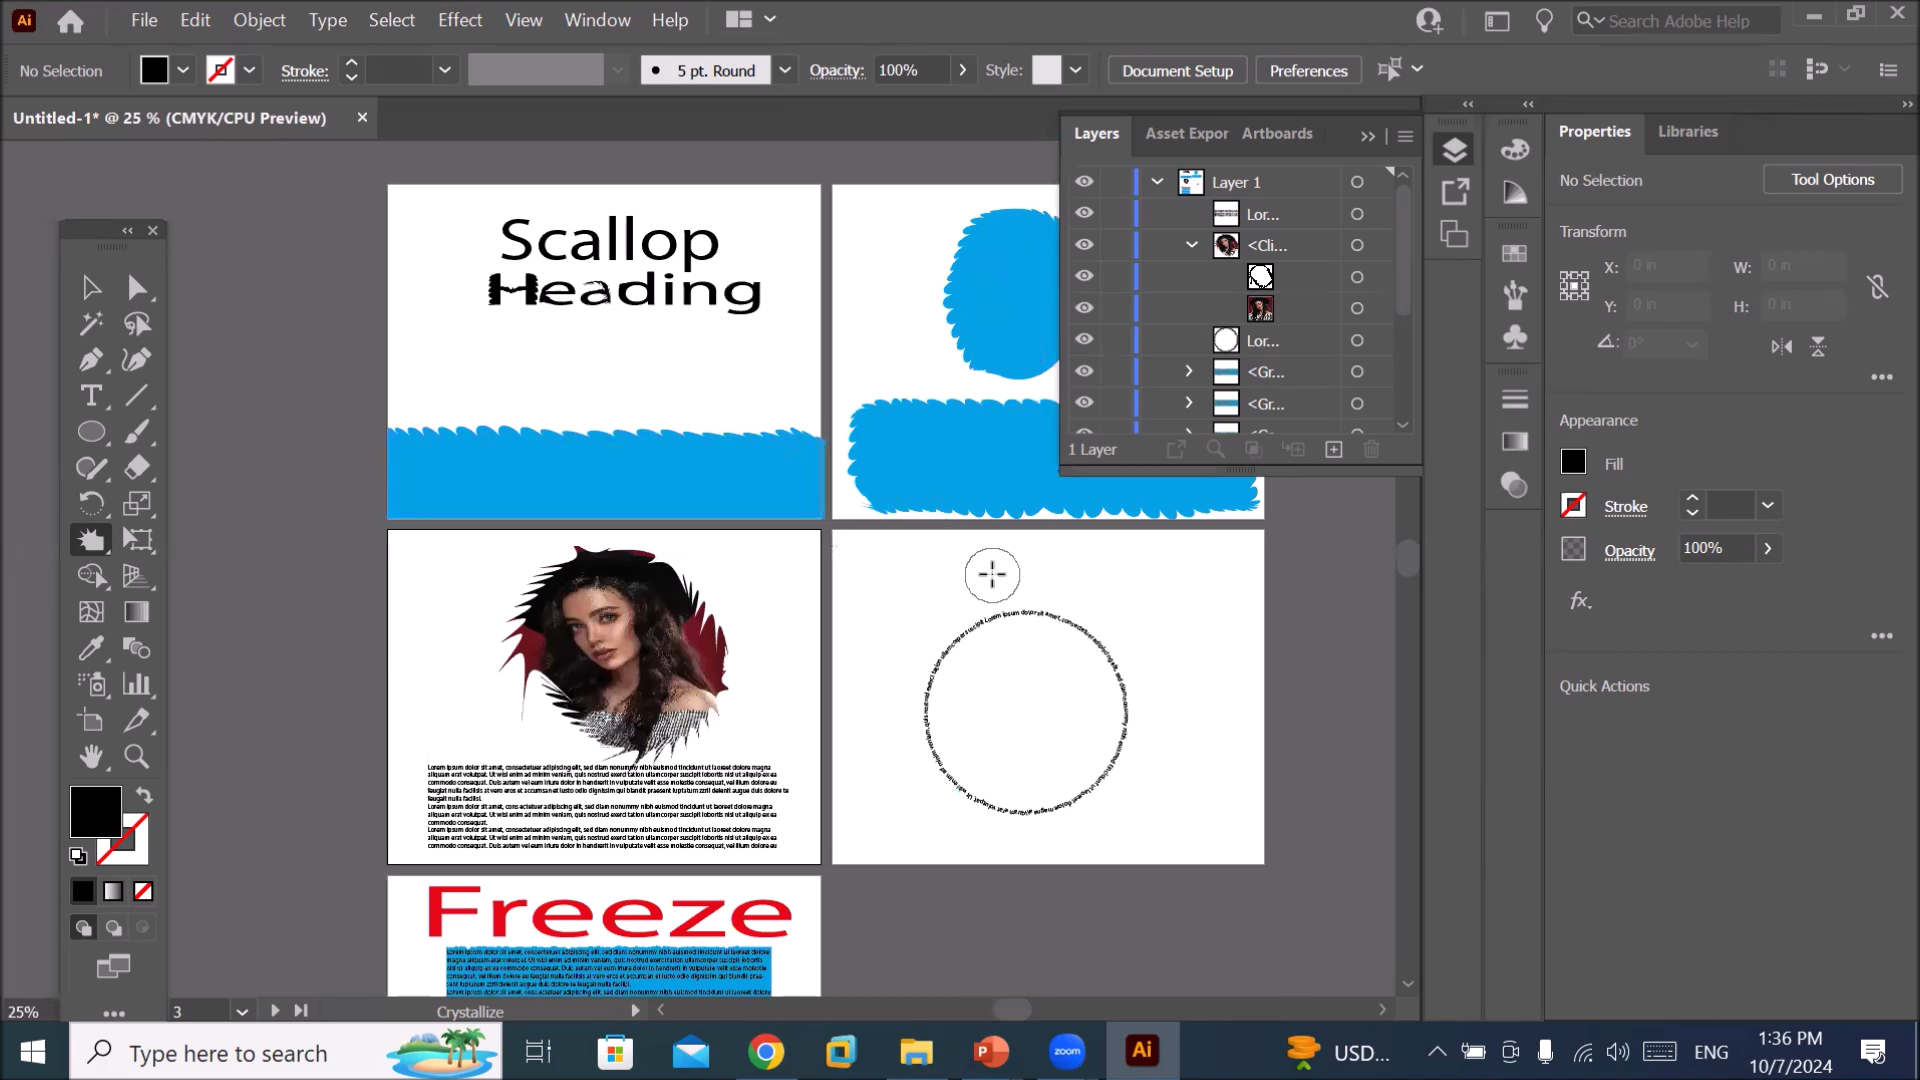 Ai File Edit Object Type Select Effect View Window Help Search Adobe Help
No Selection Stroke: 5 pt. Round Opacity: 100% Style: Document Setup Preferences
Untitled-1* @ 25 % (CMYK/CPU Preview)
Layers Asset Expor Artboards
Properties Libraries
Layer 1
Lor...
<Cli...
Lor...
<Gr...
<Gr...
1 Layer
No Selection Tool Options
Transform
X: 0 in W: 0 in
Y: 0 in H: 0 in
0°
Appearance
Fill
Stroke
Opacity 100%
fx.
Quick Actions
Scallop
Heading
Lorem ipsum dolor sit amet, consectetuer adipiscing elit, sed diam nonummy nibh euismod tincidunt ut laoreet dolore magna
aliquam erat volutpat. Ut wisi enim ad minim veniam, quis nostrud exerci tation ullamcorper suscipit lobortis nisl ut aliquip ex ea
commodo consequat. Duis autem vel eum iriure dolor in hendrerit in vulputate velit esse molestie consequat, vel illum dolore eu
feugiat nulla facilisis at vero eros et accumsan et iusto odio dignissim qui blandit praesent luptatum zzril delenit augue duis dolore te feugait nulla facilisi.
Lorem ipsum dolor sit amet, consectetuer adipiscing elit, sed diam nonummy nibh euismod tincidunt ut laoreet dolore magna
aliquam erat volutpat. Ut wisi enim ad minim veniam, quis nostrud exerci tation ullamcorper suscipit lobortis nisl ut aliquip ex ea
commodo consequat.
Lorem ipsum dolor sit amet, consectetuer adipiscing elit, sed diam nonummy nibh euismod tincidunt ut laoreet dolore magna
aliquam erat volutpat. Ut wisi enim ad minim veniam, quis nostrud exerci tation ullamcorper suscipit lobortis nisl ut aliquip ex ea
commodo consequat. Duis autem vel eum iriure dolor in hendrerit in vulputate velit esse molestie consequat, vel illum dolore eu
Freeze
25% 3 Crystallize
Type here to search
zoom
Ai
USD...
ENG
1:36 PM
10/7/2024